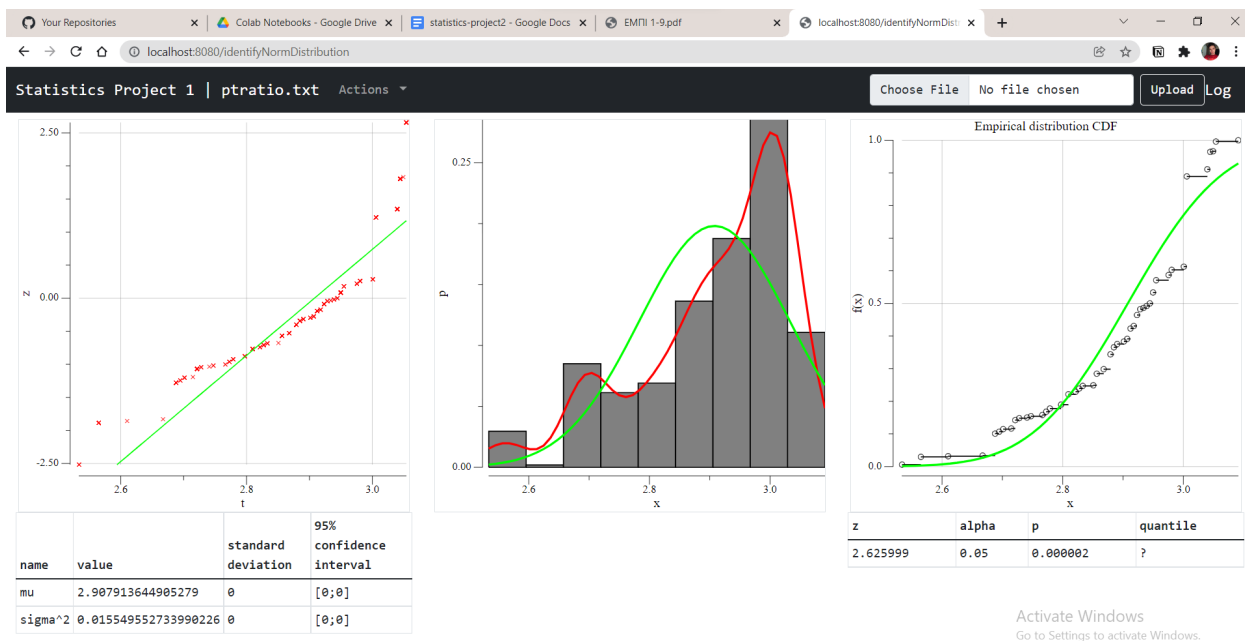 Your Repositories
Colab Notebooks - Google Drive
statistics-project2 - Google Docs
ЕМПІ 1-9.pdf
localhost:8080/identifyNormDistr
localhost:8080/identifyNormDistribution
Statistics Project 1 | ptratio.txt Actions
Choose File No file chosen Upload Log
2.50
0.00
-2.50
z
2.6 2.8 3.0
t
0.25
0.00
p
2.6 2.8 3.0
x
Empirical distribution CDF
1.0
0.5
0.0
f(x)
2.6 2.8 3.0
x
name value standard deviation 95% confidence interval
mu 2.907913644905279 0 [0;0]
sigma^2 0.015549552733990226 0 [0;0]
z alpha p quantile
2.625999 0.05 0.000002 ?
Activate Windows
Go to Settings to activate Windows.